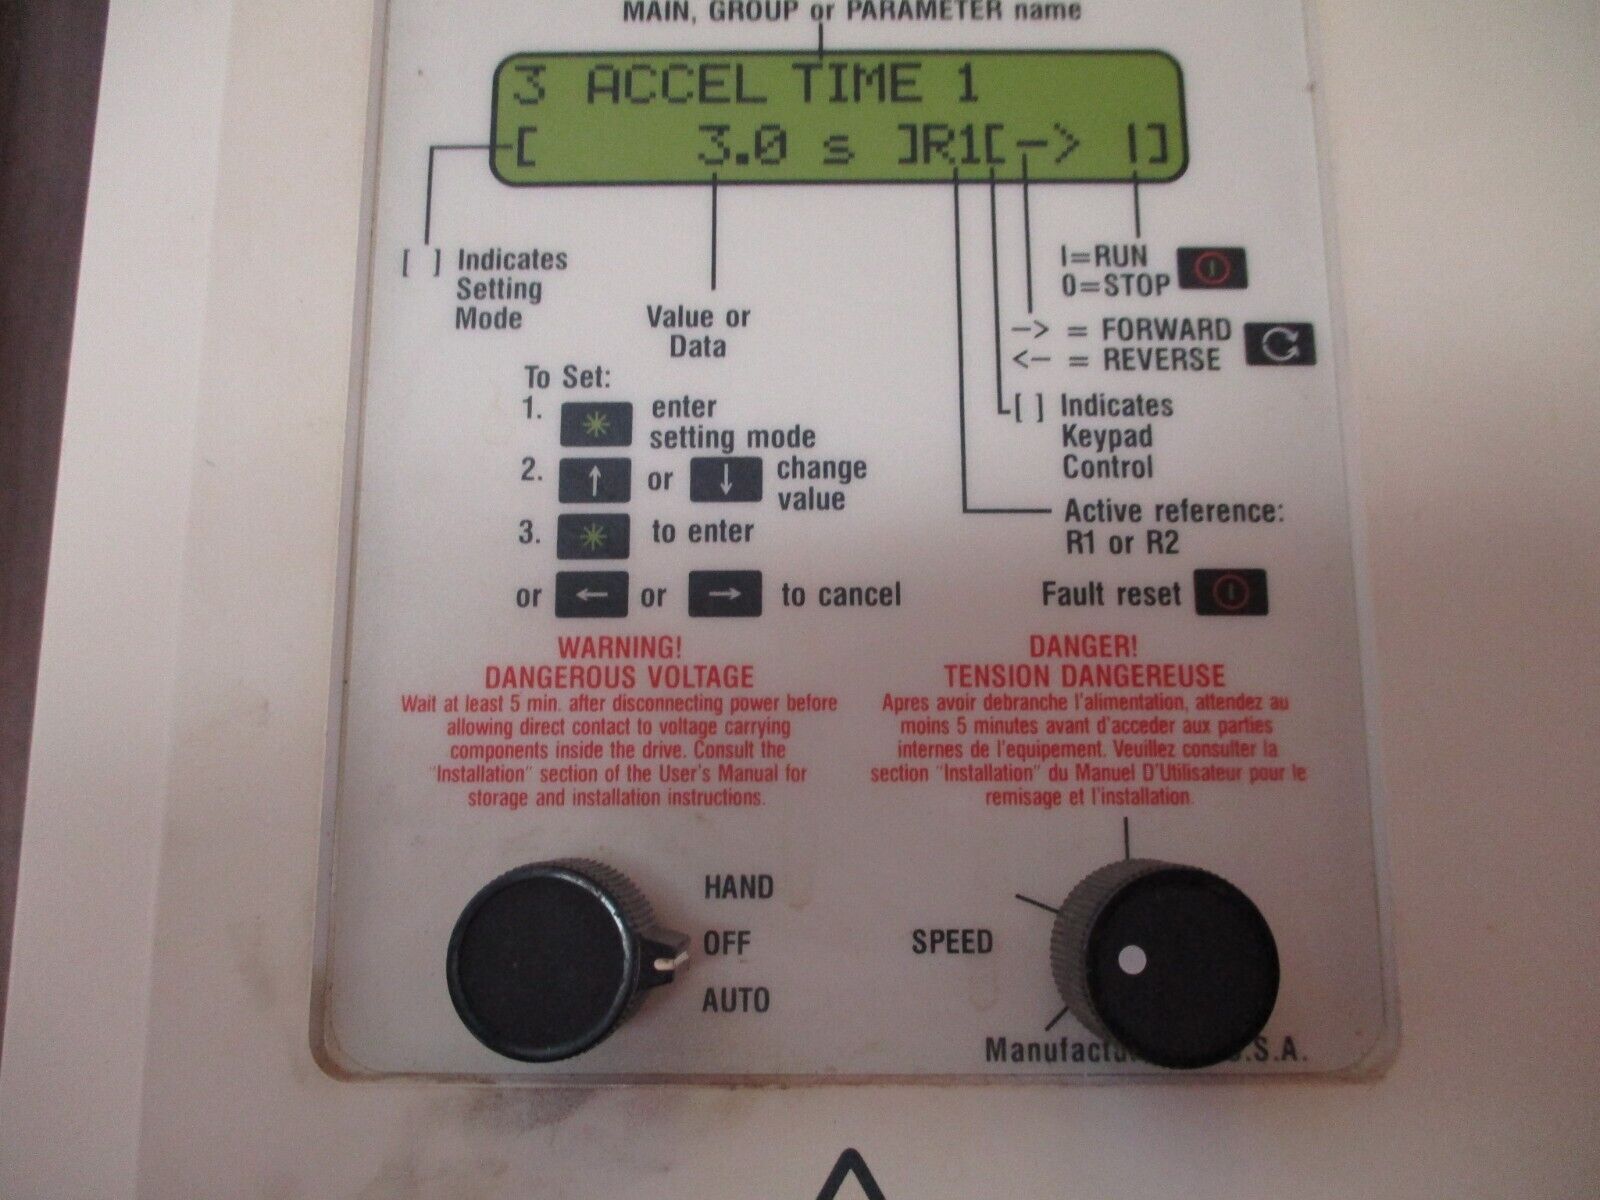 MAIN, GROUP or PARAMETER name
3 ACCEL TIME 1
[ 3.0 s ]R1[ -> I]
[ ] Indicates
Setting
Mode
Value or
Data
I=RUN
0=STOP
-> = FORWARD
<- = REVERSE
[ ] Indicates
Keypad
Control
Active reference:
R1 or R2
Fault reset
To Set:
1. ✳ enter
setting mode
2. ↑ or ↓ change
value
3. ✳ to enter
or ← or → to cancel
WARNING!
DANGEROUS VOLTAGE
Wait at least 5 min. after disconnecting power before
allowing direct contact to voltage carrying
components inside the drive. Consult the
"Installation" section of the User's Manual for
storage and installation instructions.
DANGER!
TENSION DANGEREUSE
Apres avoir debranche l'alimentation, attendez au
moins 5 minutes avant d'acceder aux parties
internes de l'equipement. Veuillez consulter la
section "Installation" du Manuel D'Utilisateur pour le
remisage et l'installation.
HAND
OFF
AUTO
SPEED
.S.A.